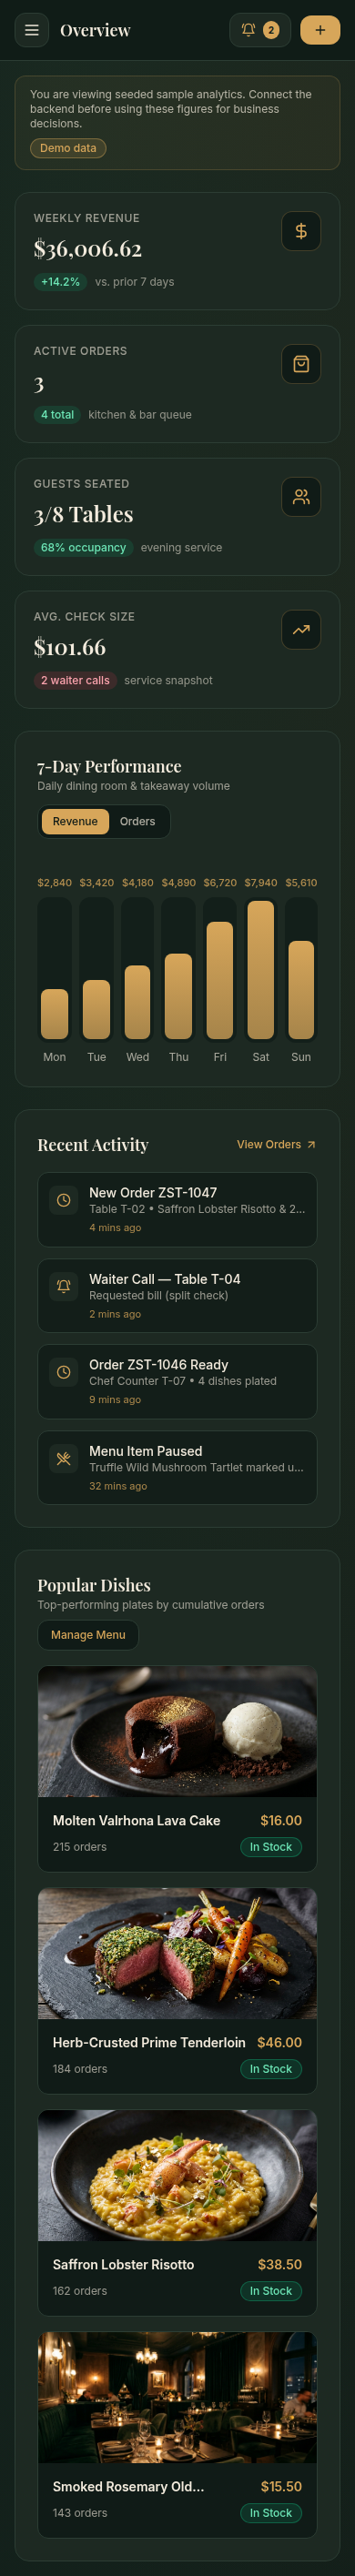 Overview
2
+
You are viewing seeded sample analytics. Connect the
backend before using these figures for business
decisions.
Demo data
WEEKLY REVENUE
$36,006.62
+14.2% vs. prior 7 days
ACTIVE ORDERS
3
4 total kitchen & bar queue
GUESTS SEATED
3/8 Tables
68% occupancy evening service
AVG. CHECK SIZE
$101.66
2 waiter calls service snapshot
7-Day Performance
Daily dining room & takeaway volume
Revenue Orders
$2,840 $3,420 $4,180 $4,890 $6,720 $7,940 $5,610
Mon Tue Wed Thu Fri Sat Sun
Recent Activity View Orders
New Order ZST-1047
Table T-02 • Saffron Lobster Risotto & 2...
4 mins ago
Waiter Call — Table T-04
Requested bill (split check)
2 mins ago
Order ZST-1046 Ready
Chef Counter T-07 • 4 dishes plated
9 mins ago
Menu Item Paused
Truffle Wild Mushroom Tartlet marked u...
32 mins ago
Popular Dishes
Top-performing plates by cumulative orders
Manage Menu
Molten Valrhona Lava Cake $16.00
215 orders In Stock
Herb-Crusted Prime Tenderloin $46.00
184 orders In Stock
Saffron Lobster Risotto $38.50
162 orders In Stock
Smoked Rosemary Old... $15.50
143 orders In Stock